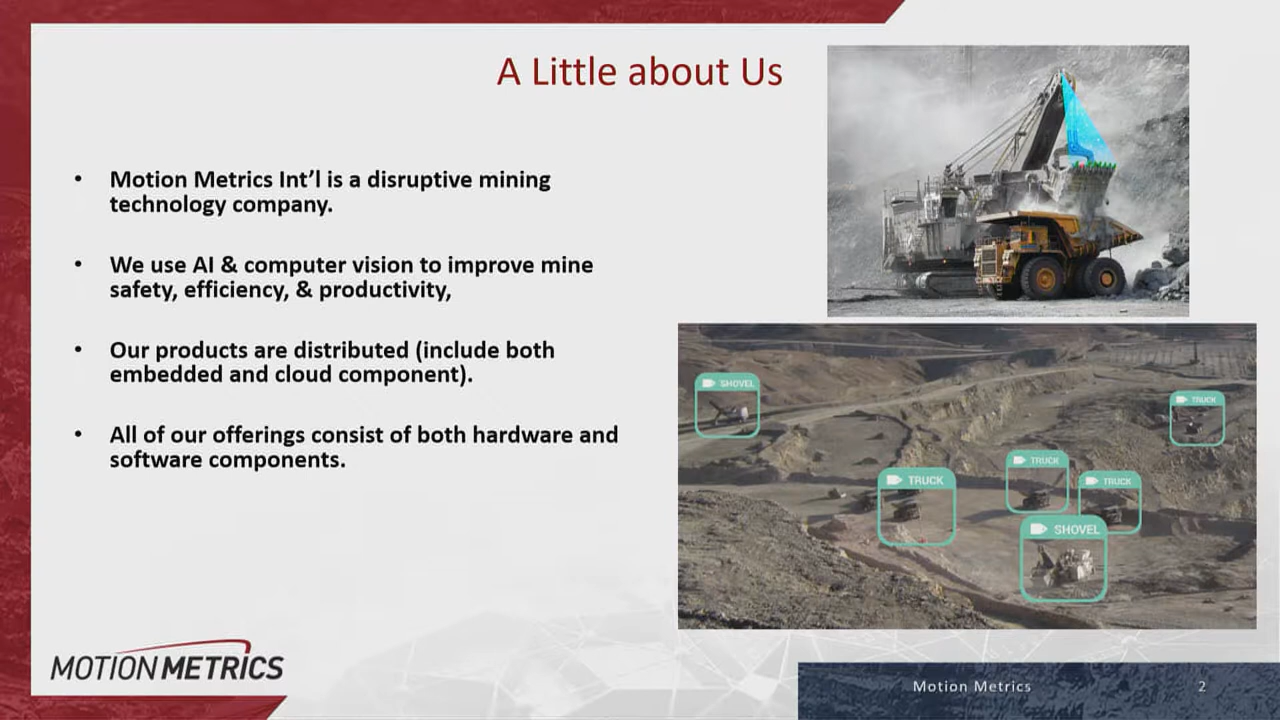 A Little about Us
• Motion Metrics Int'l is a disruptive mining
technology company.
• We use AI & computer vision to improve mine
safety, efficiency, & productivity,
• Our products are distributed (include both
embedded and cloud component).
• All of our offerings consist of both hardware and
software components.
SHOVEL
TRUCK
TRUCK
TRUCK
TRUCK
SHOVEL
MOTION METRICS
Motion Metrics
2